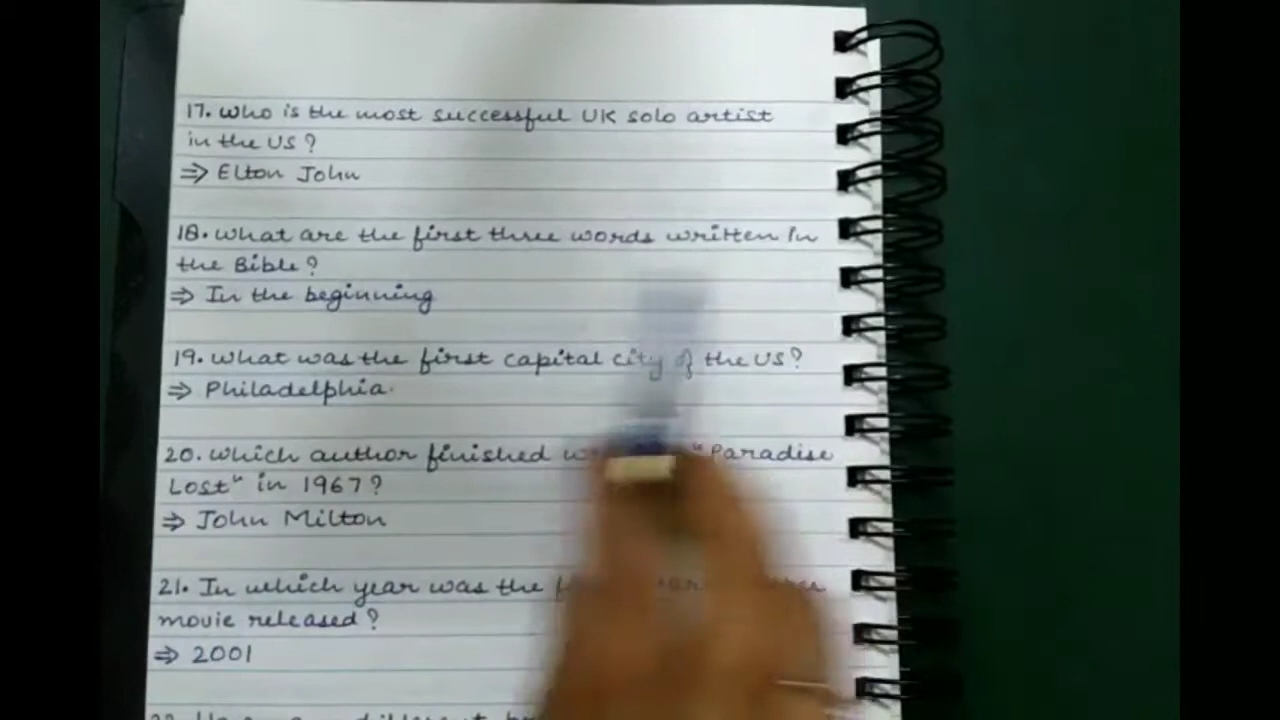 17. Who is the most successful UK solo artist
in the US?
⇒ Elton John
18. What are the first three words written in
the Bible?
⇒ In the beginning
19. What was the first capital city of the US?
⇒ Philadelphia.
20. Which author finished "Paradise
Lost" in 1967?
⇒ John Milton
21. In which year was the
movie released?
⇒ 2001